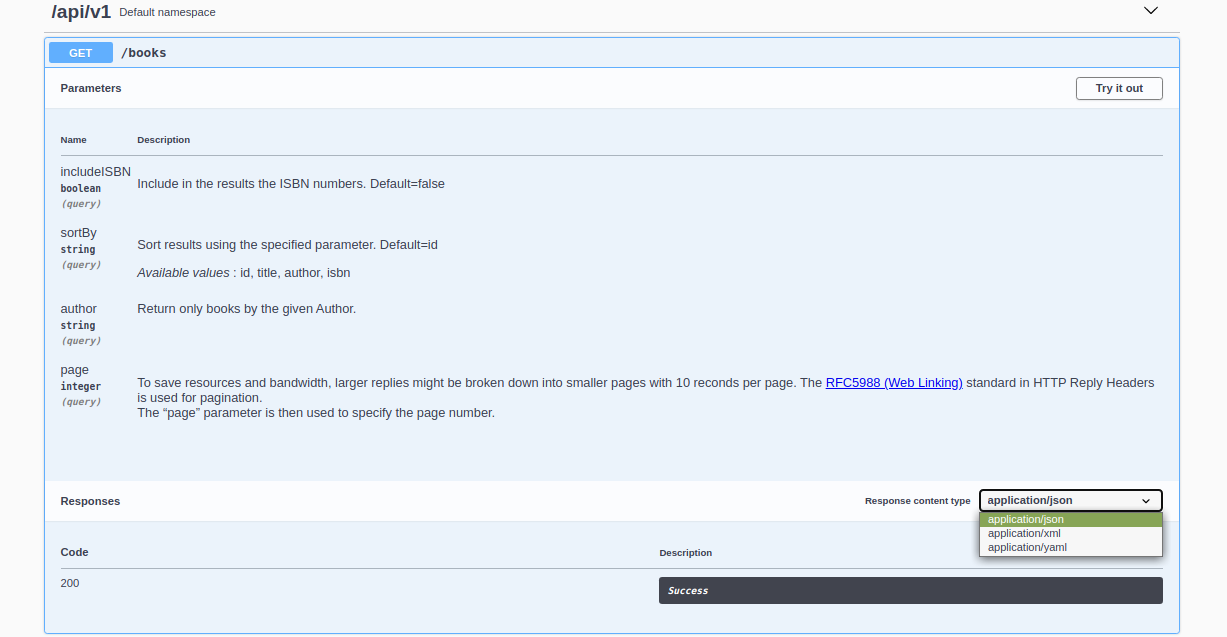 /api/v1 Default namespace
GET /books
Parameters
Try it out
Name Description
includeISBN
boolean
(query)
Include in the results the ISBN numbers. Default=false
sortBy
string
(query)
Sort results using the specified parameter. Default=id
Available values : id, title, author, isbn
author
string
(query)
Return only books by the given Author.
page
integer
(query)
To save resources and bandwidth, larger replies might be broken down into smaller pages with 10 reconds per page. The RFC5988 (Web Linking) standard in HTTP Reply Headers
is used for pagination.
The “page” parameter is then used to specify the page number.
Responses
Response content type application/json
application/json
application/xml
application/yaml
Code Description
200 Success